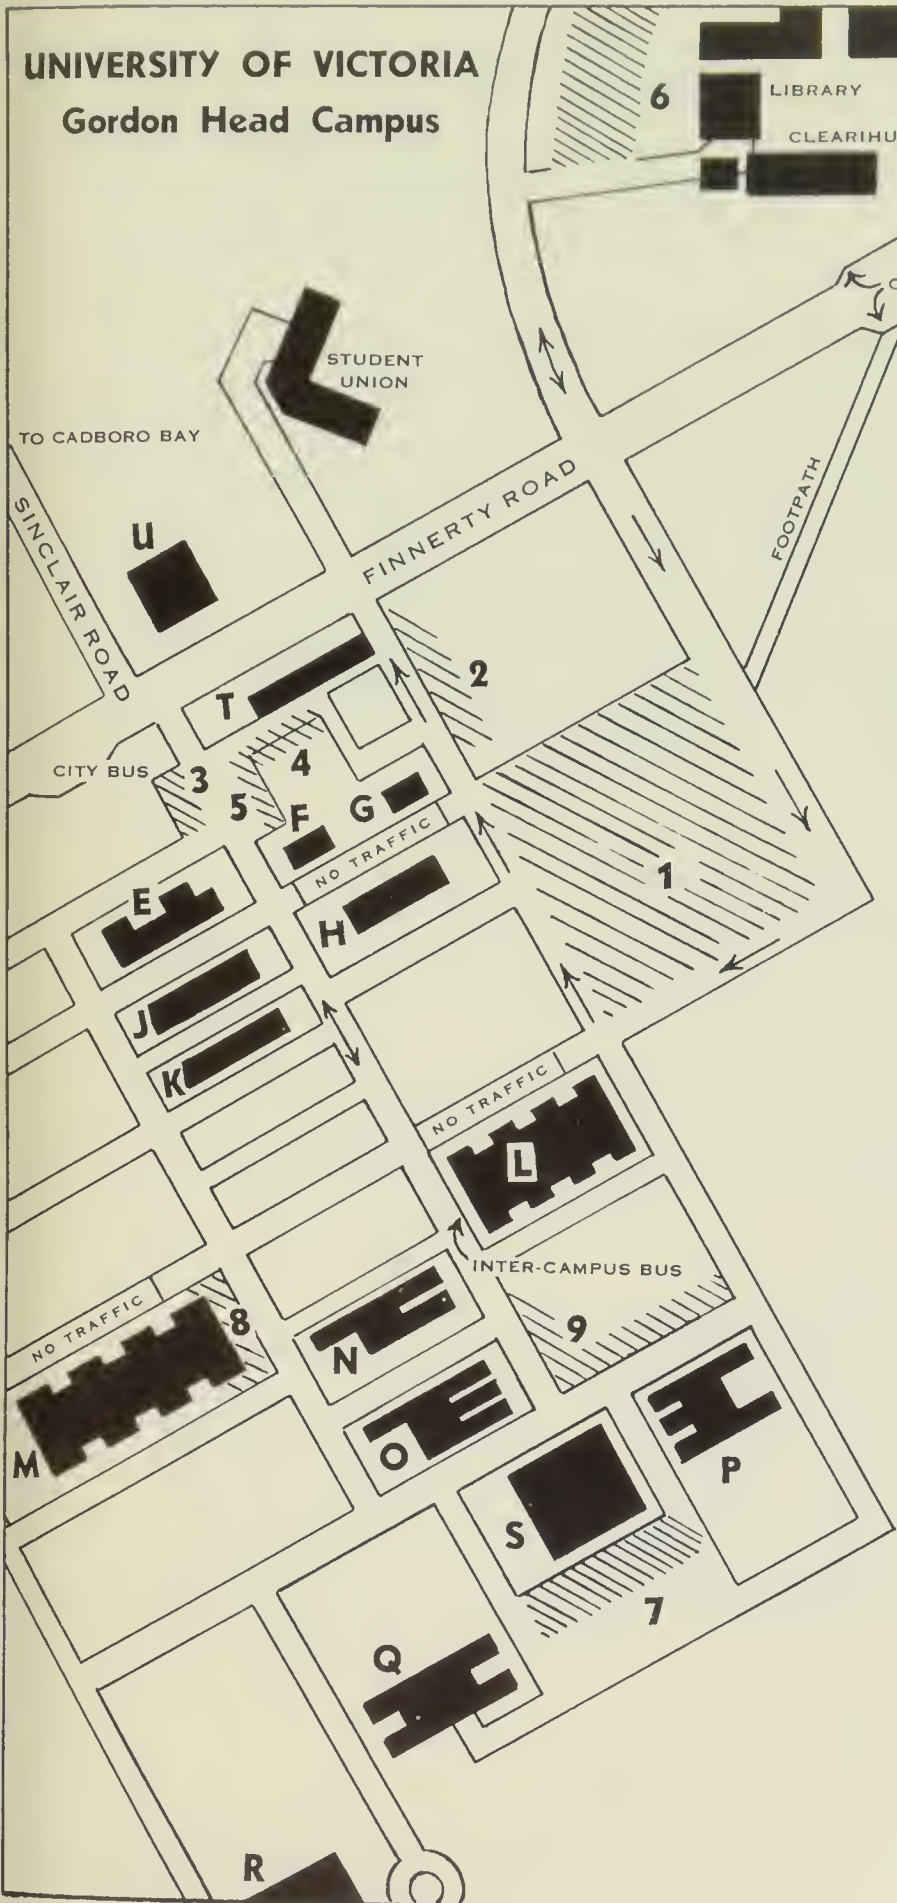 UNIVERSITY OF VICTORIA
Gordon Head Campus
6
LIBRARY
CLEARIHU
STUDENT
UNION
TO CADBORO BAY
SINCLAIR ROAD
FINNERTY ROAD
FOOTPATH
U
T
2
CITY BUS
3
4
5
F
G
NO TRAFFIC
1
E
H
J
K
NO TRAFFIC
L
INTER-CAMPUS BUS
NO TRAFFIC
8
9
N
M
O
P
S
7
Q
R